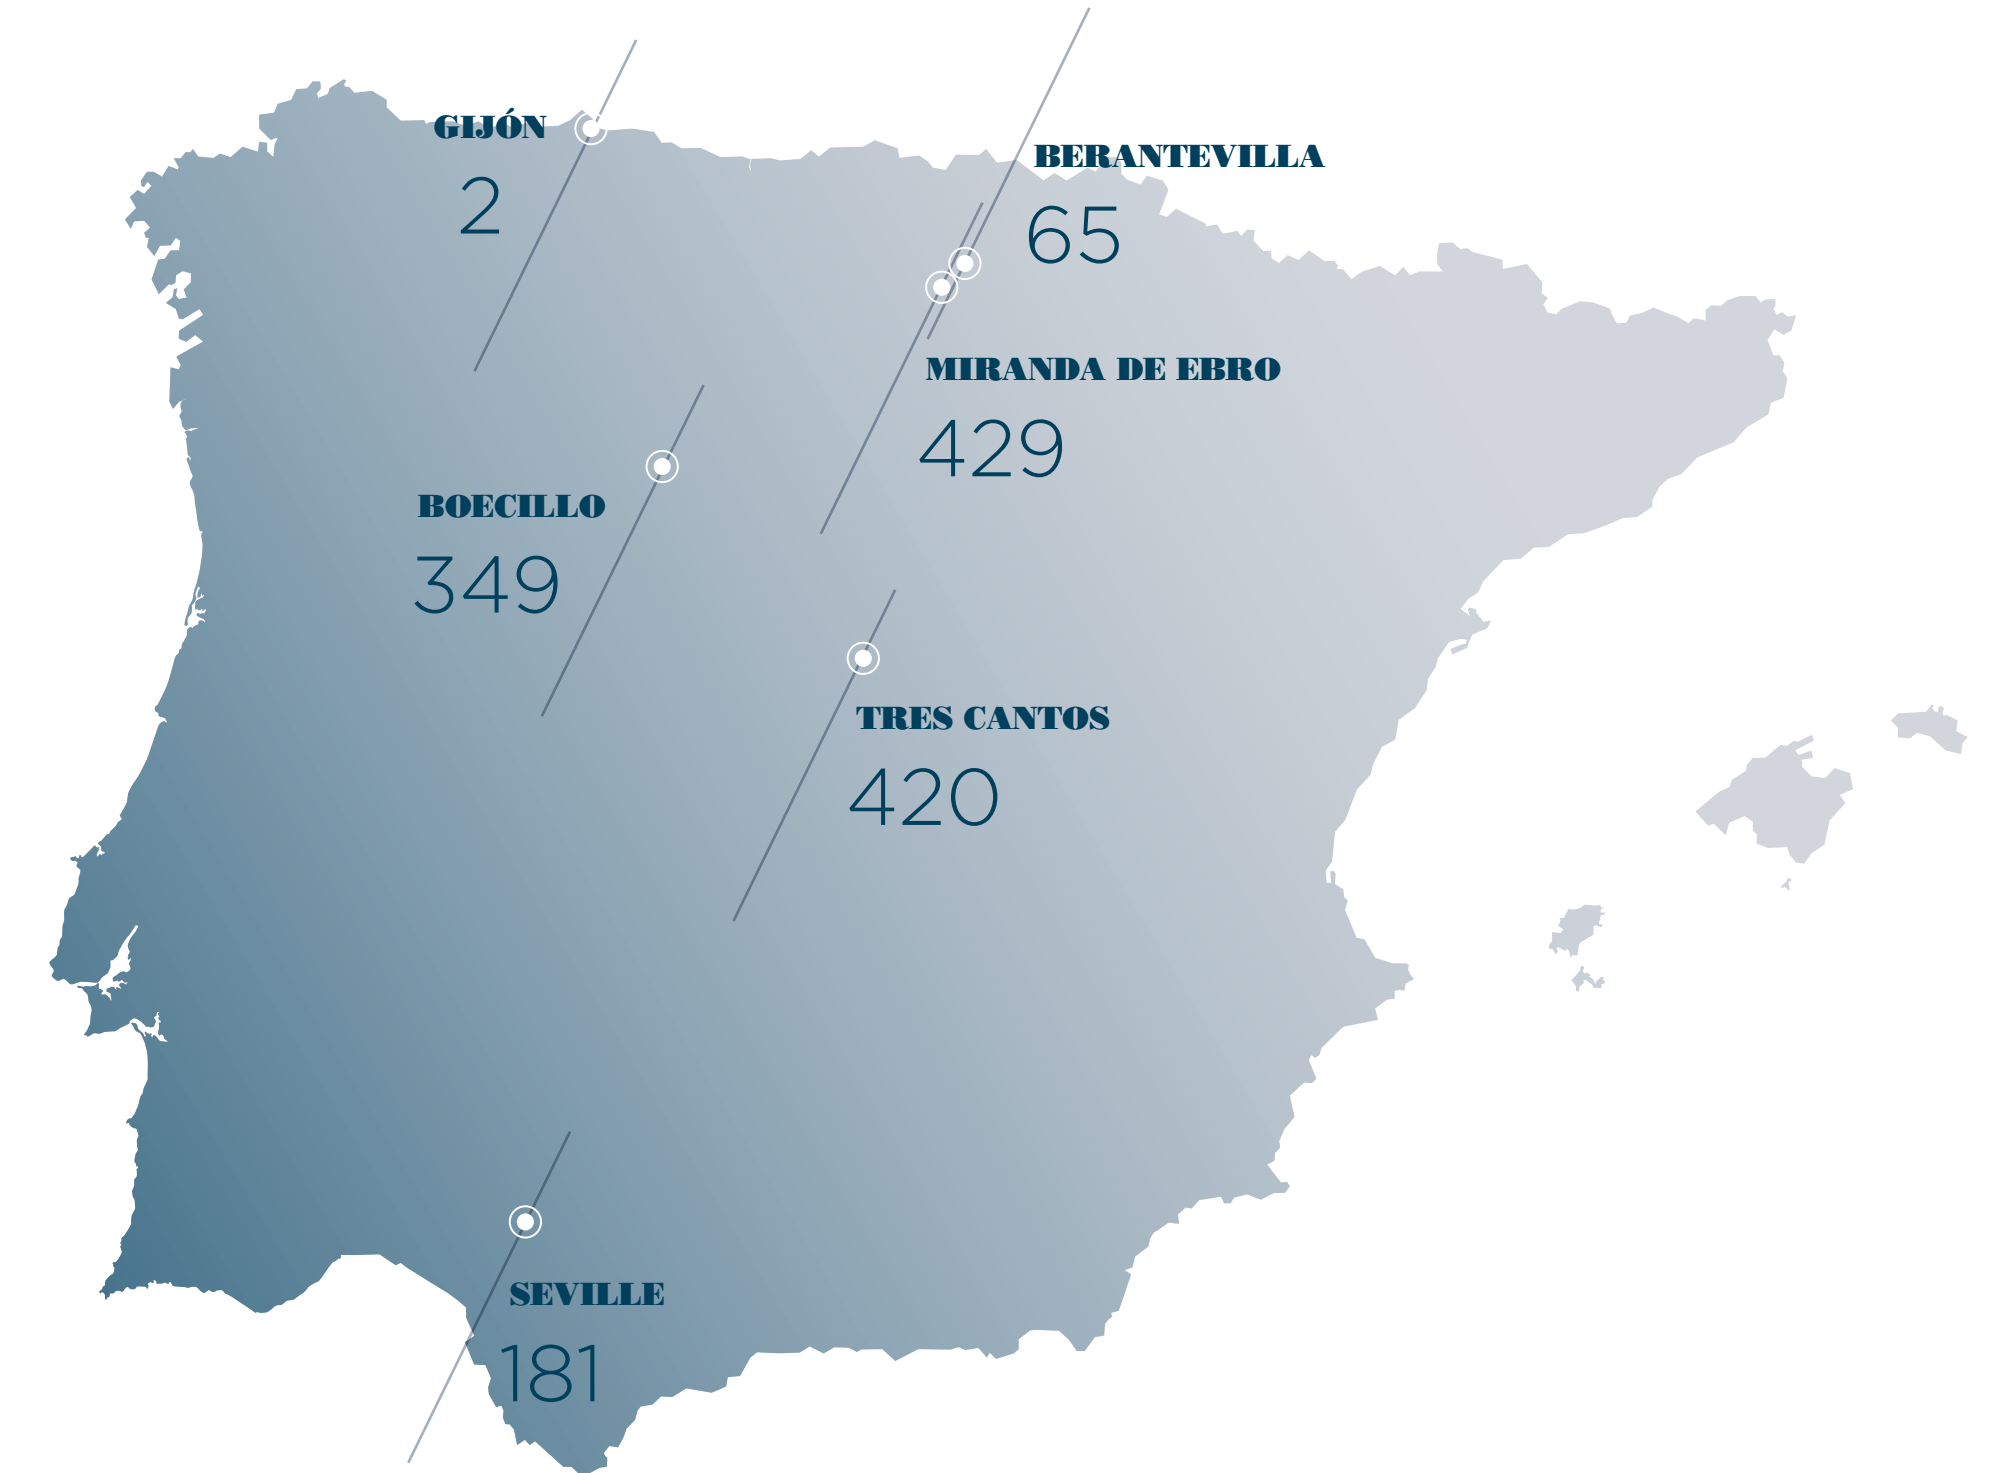 GIJÓN
2
BERANTEVILLA
65
MIRANDA DE EBRO
429
BOECILLO
349
TRES CANTOS
420
SEVILLE
181